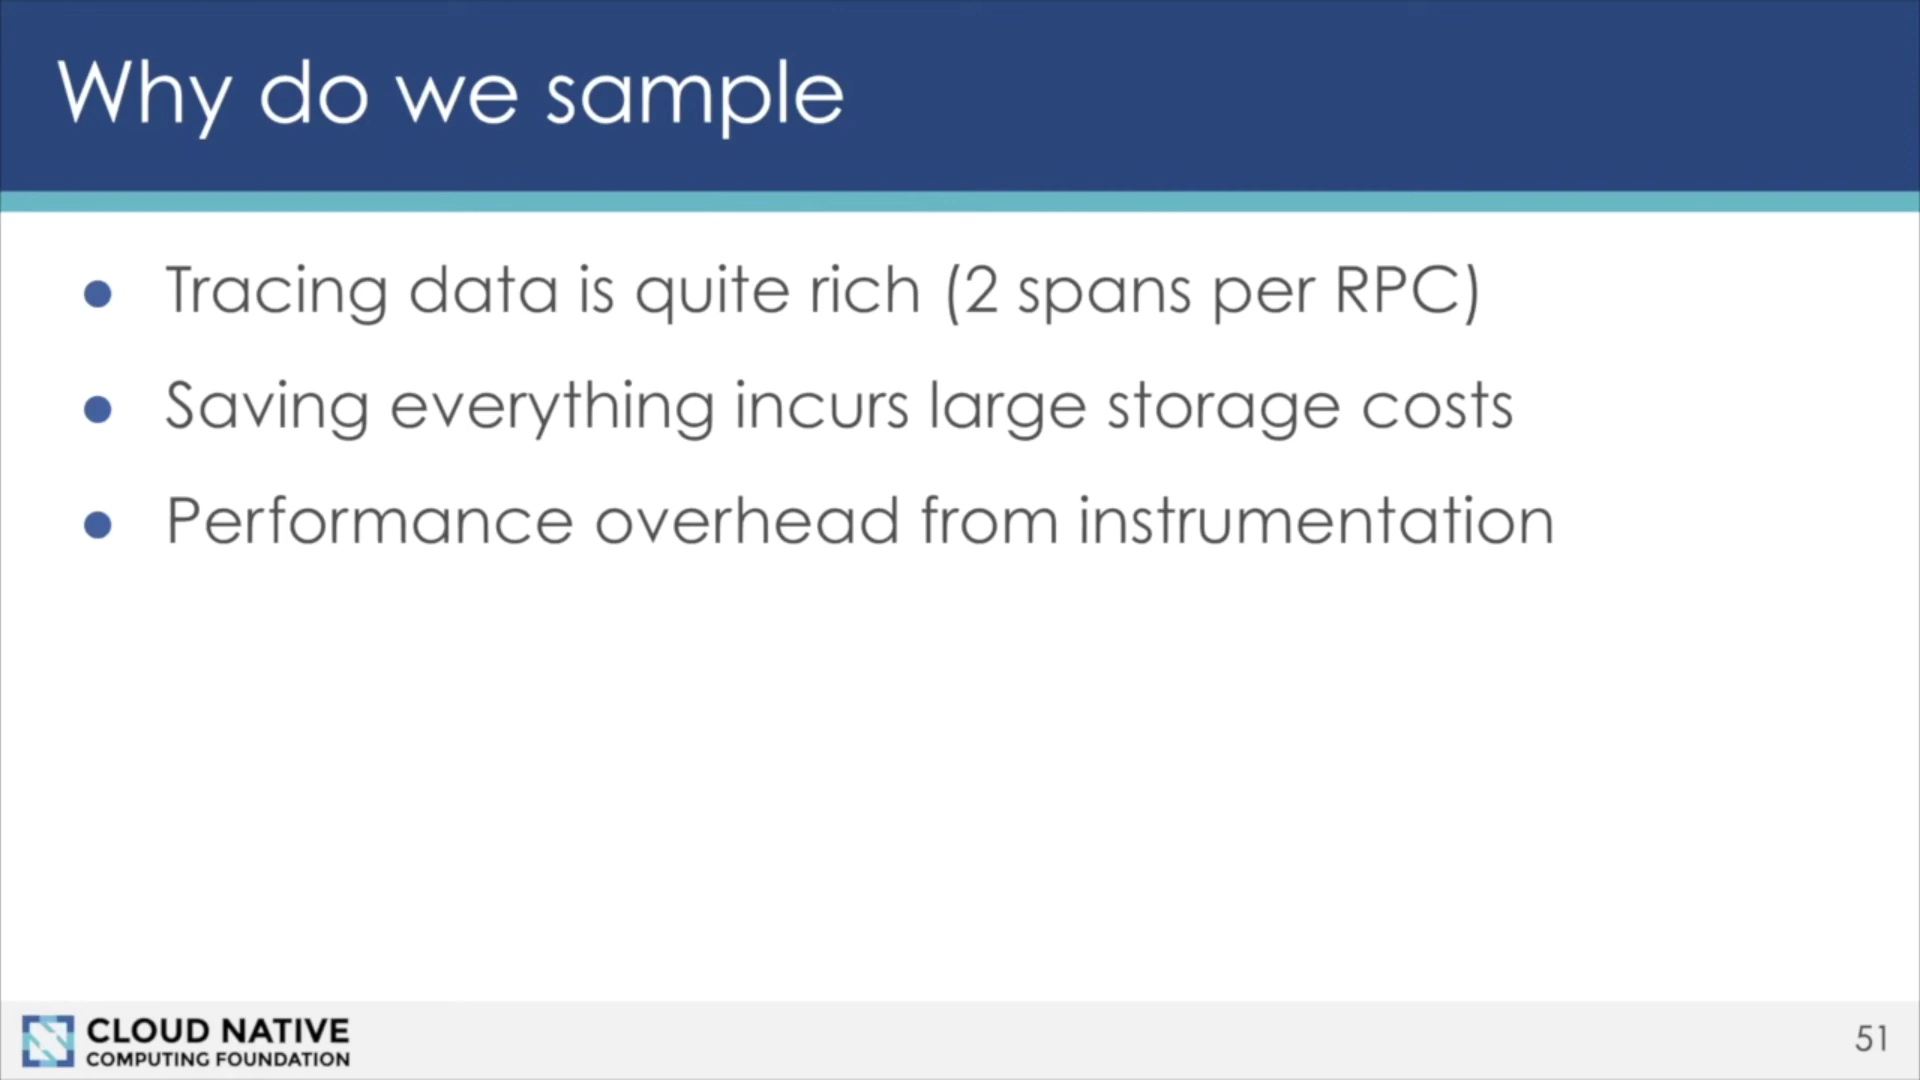 Why do we sample
Tracing data is quite rich (2 spans per RPC)
Saving everything incurs large storage costs
Performance overhead from instrumentation
CLOUD NATIVE
COMPUTING FOUNDATION
51